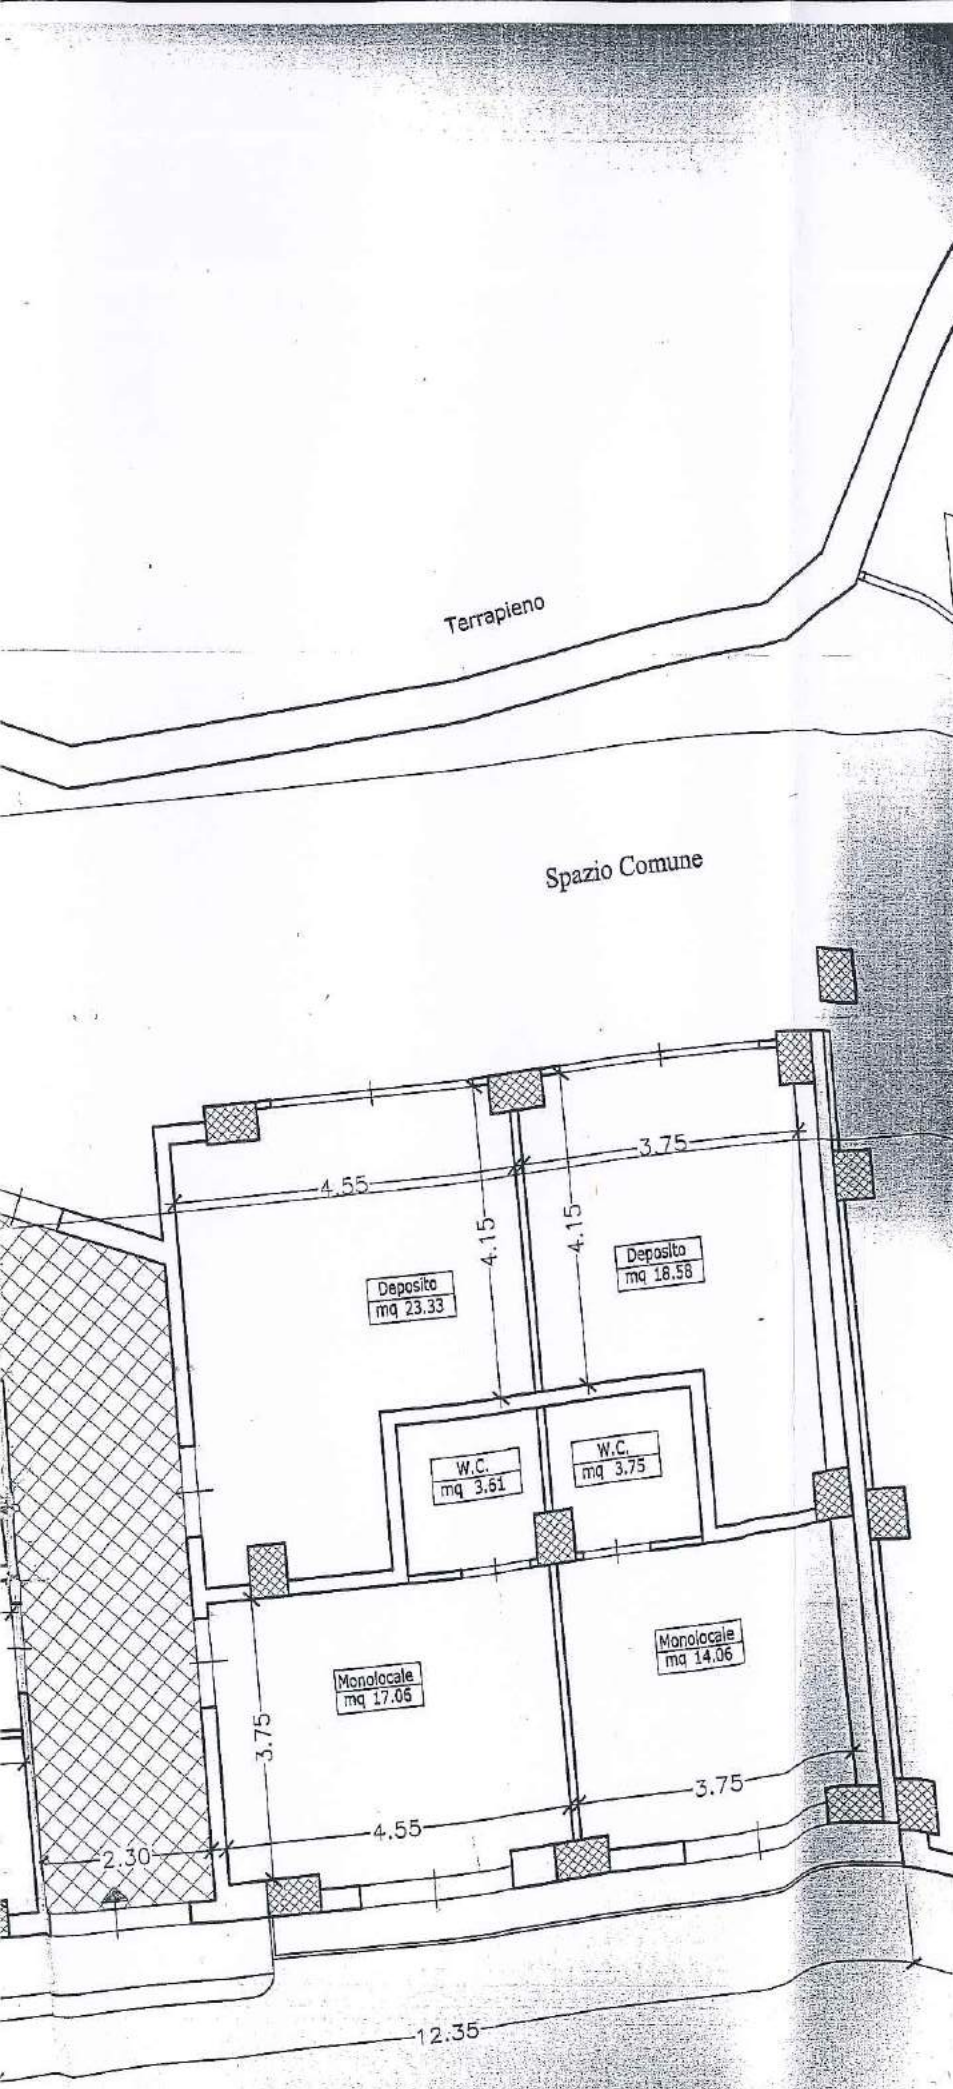 Terrapieno
Spazio Comune
3.75
4.55
4.15
4.15
Deposito
mq 18.58
Deposito
mq 23.33
W.C.
mq 3.75
W.C.
mq 3.61
Monolocale
mq 14.06
Monolocale
mq 17.06
3.75
3.75
4.55
2.30
12.35